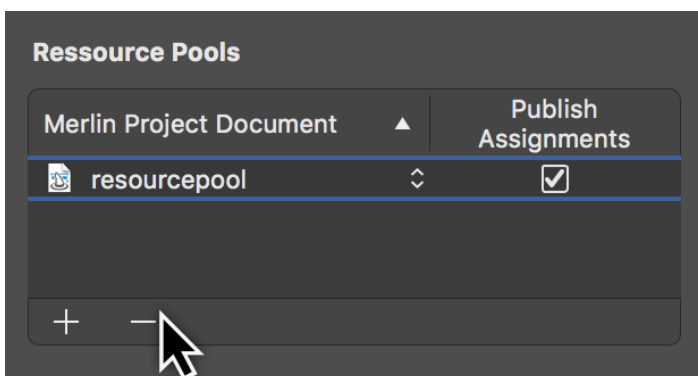 Ressource Pools
Merlin Project Document
Publish
Assignments
resourcepool